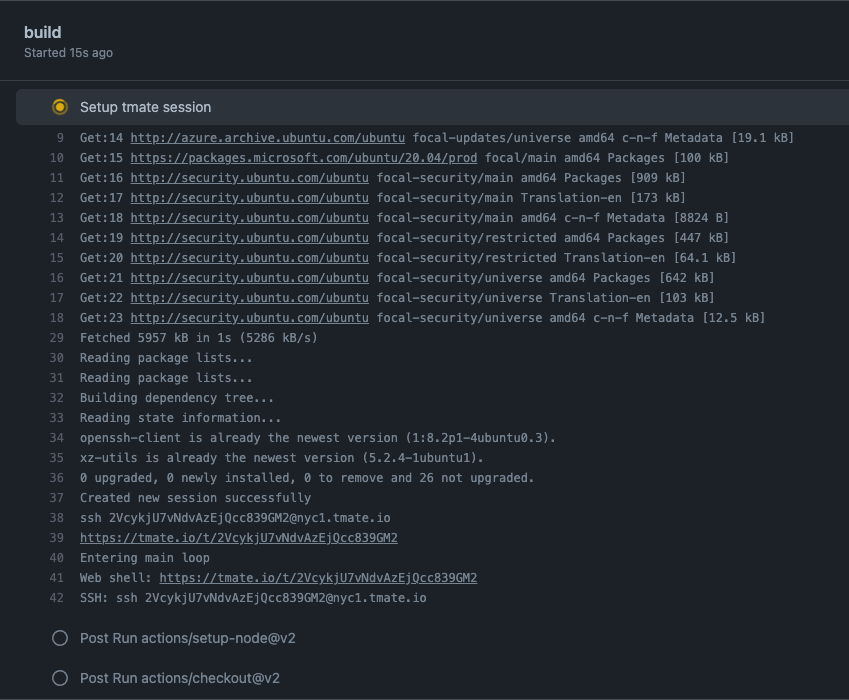 build
Started 15s ago
Setup tmate session
9 Get:14 http://azure.archive.ubuntu.com/ubuntu focal-updates/universe amd64 c-n-f Metadata [19.1 kB]
10 Get:15 https://packages.microsoft.com/ubuntu/20.04/prod focal/main amd64 Packages [100 kB]
11 Get:16 http://security.ubuntu.com/ubuntu focal-security/main amd64 Packages [909 kB]
12 Get:17 http://security.ubuntu.com/ubuntu focal-security/main Translation-en [173 kB]
13 Get:18 http://security.ubuntu.com/ubuntu focal-security/main amd64 c-n-f Metadata [8824 B]
14 Get:19 http://security.ubuntu.com/ubuntu focal-security/restricted amd64 Packages [447 kB]
15 Get:20 http://security.ubuntu.com/ubuntu focal-security/restricted Translation-en [64.1 kB]
16 Get:21 http://security.ubuntu.com/ubuntu focal-security/universe amd64 Packages [642 kB]
17 Get:22 http://security.ubuntu.com/ubuntu focal-security/universe Translation-en [103 kB]
18 Get:23 http://security.ubuntu.com/ubuntu focal-security/universe amd64 c-n-f Metadata [12.5 kB]
29 Fetched 5957 kB in 1s (5286 kB/s)
30 Reading package lists...
31 Reading package lists...
32 Building dependency tree...
33 Reading state information...
34 openssh-client is already the newest version (1:8.2p1-4ubuntu0.3).
35 xz-utils is already the newest version (5.2.4-1ubuntu1).
36 0 upgraded, 0 newly installed, 0 to remove and 26 not upgraded.
37 Created new session successfully
38 ssh 2VcykjU7vNdvAzEjQcc839GM2@nyc1.tmate.io
39 https://tmate.io/t/2VcykjU7vNdvAzEjQcc839GM2
40 Entering main loop
41 Web shell: https://tmate.io/t/2VcykjU7vNdvAzEjQcc839GM2
42 SSH: ssh 2VcykjU7vNdvAzEjQcc839GM2@nyc1.tmate.io
Post Run actions/setup-node@v2
Post Run actions/checkout@v2